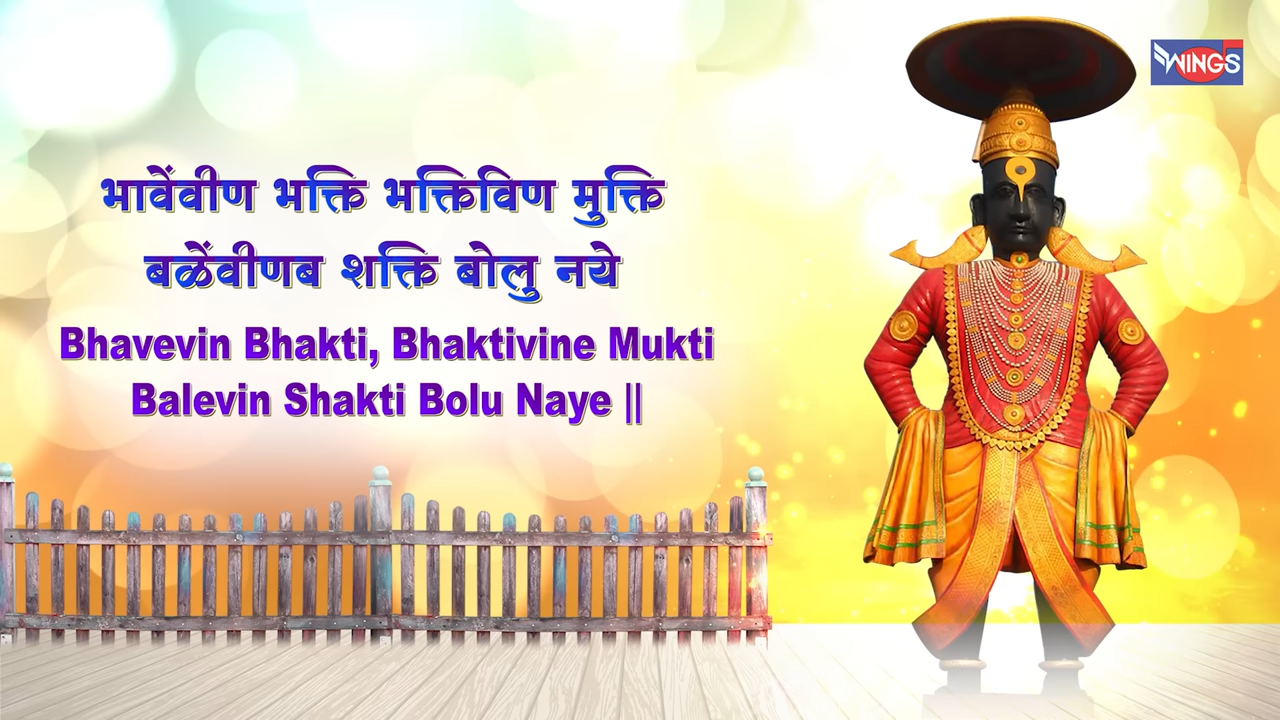 WINGS
भावेंवीण भक्ति भक्तिविण मुक्ति
बळेंवीणब शक्ति बोलु नये
Bhavevin Bhakti, Bhaktivine Mukti
Balevin Shakti Bolu Naye ||